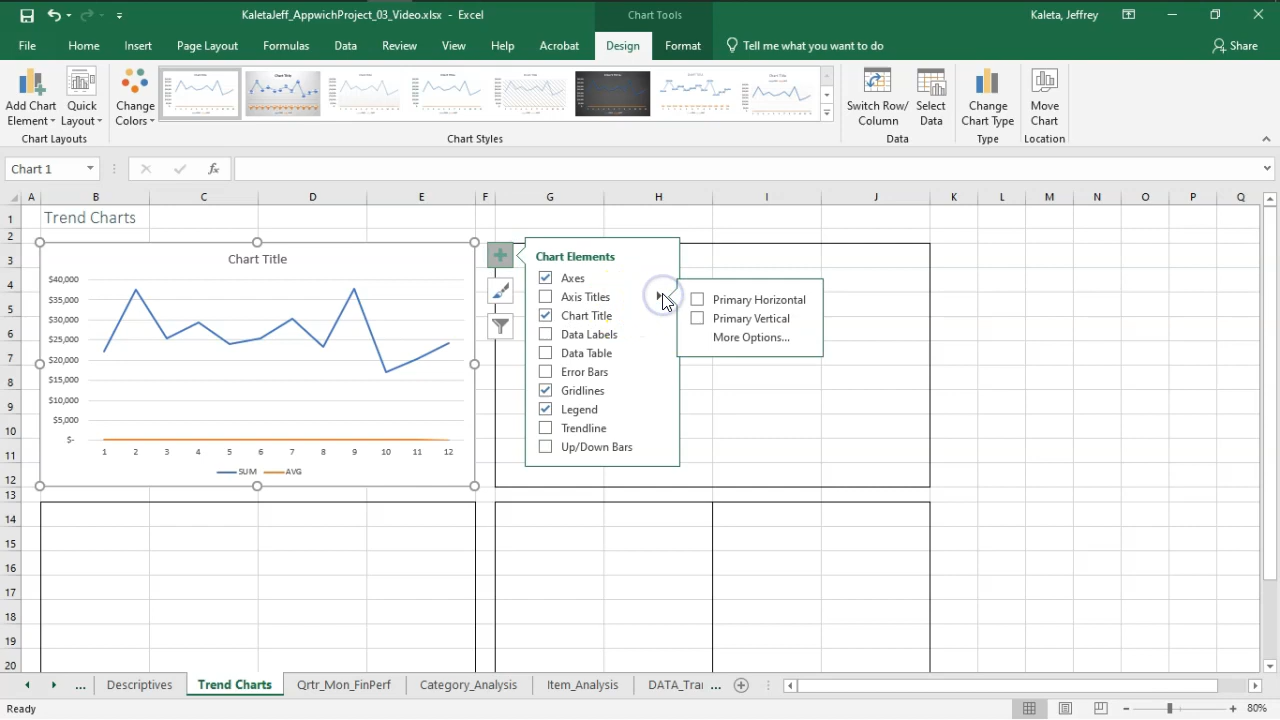 KaletaJeff_AppwichProject_03_Video.xlsx - Excel
Chart Tools
Kaleta, Jeffrey
File Home Insert Page Layout Formulas Data Review View Help Acrobat Design Format Tell me what you want to do Share
Add Chart Element
Quick Layout
Change Colors
Switch Row/ Column
Select Data
Change Chart Type
Move Chart
Chart Layouts
Chart Styles
Data
Type
Location
Chart 1
fx
A B C D E F G H I J K L M N O P Q
1
2
3
4
5
6
7
8
9
10
11
12
13
14
15
16
17
18
19
20
Trend Charts
Chart Title
$40,000
$35,000
$30,000
$25,000
$20,000
$15,000
$10,000
$5,000
$-
1 2 3 4 5 6 7 8 9 10 11 12
SUM AVG
Chart Elements
Axes
Axis Titles
Chart Title
Data Labels
Data Table
Error Bars
Gridlines
Legend
Trendline
Up/Down Bars
Primary Horizontal
Primary Vertical
More Options...
... Descriptives Trend Charts Qrtr_Mon_FinPerf Category_Analysis Item_Analysis DATA_Trai ...
Ready
80%